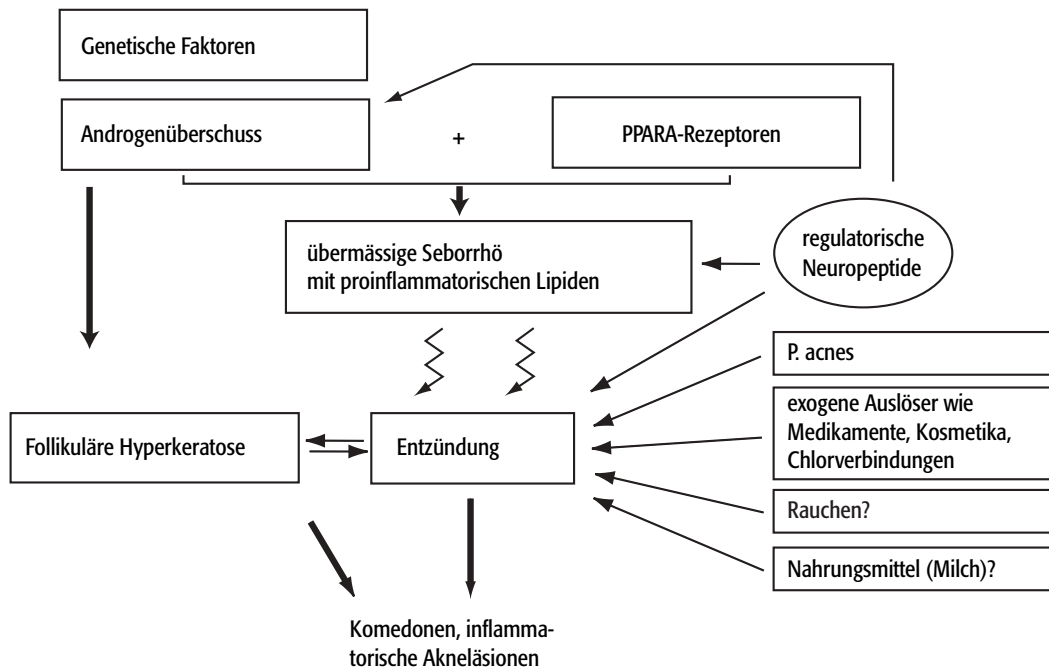 Genetische Faktoren
Androgenüberschuss
+
PPARA-Rezeptoren
übermässige Seborrhö
mit proinflammatorischen Lipiden
regulatorische
Neuropeptide
P. acnes
exogene Auslöser wie
Medikamente, Kosmetika,
Chlorverbindungen
Follikuläre Hyperkeratose
Entzündung
Rauchen?
Nahrungsmittel (Milch)?
Komedonen, inflamma-
torische Akneläsionen